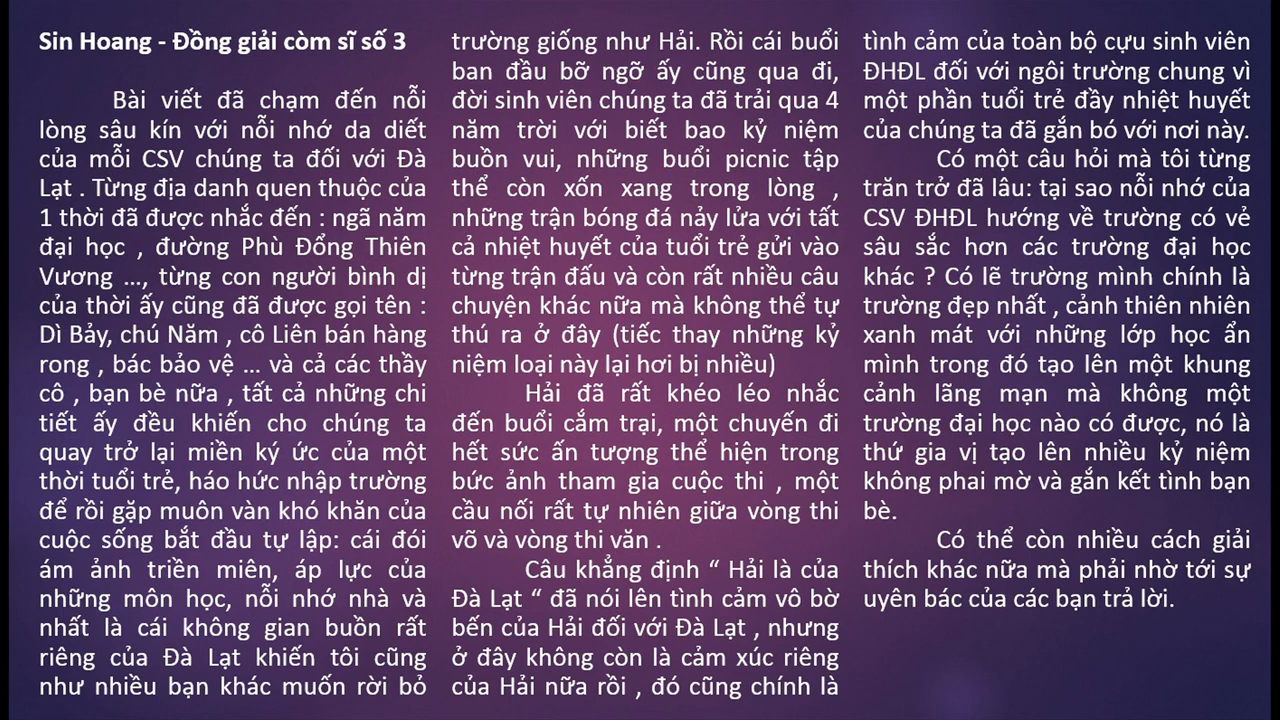 Sin Hoang - Đồng giải còm sĩ số 3
Bài viết đã chạm đến nỗi
lòng sâu kín với nỗi nhớ da diết
của mỗi CSV chúng ta đối với Đà
Lạt . Từng địa danh quen thuộc của
1 thời đã được nhắc đến : ngã năm
đại học , đường Phù Đổng Thiên
Vương ..., từng con người bình dị
của thời ấy cũng đã được gọi tên :
Dì Bảy, chú Năm , cô Liên bán hàng
rong , bác bảo vệ ... và cả các thầy
cô , bạn bè nữa , tất cả những chi
tiết ấy đều khiến cho chúng ta
quay trở lại miền ký ức của một
thời tuổi trẻ, háo hức nhập trường
để rồi gặp muôn vàn khó khăn của
cuộc sống bắt đầu tự lập: cái đói
ám ảnh triền miên, áp lực của
những môn học, nỗi nhớ nhà và
nhất là cái không gian buồn rất
riêng của Đà Lạt khiến tôi cũng
như nhiều bạn khác muốn rời bỏ
trường giống như Hải. Rồi cái buổi
ban đầu bỡ ngỡ ấy cũng qua đi,
đời sinh viên chúng ta đã trải qua 4
năm trời với biết bao kỷ niệm
buồn vui, những buổi picnic tập
thể còn xốn xang trong lòng ,
những trận bóng đá nảy lửa với tất
cả nhiệt huyết của tuổi trẻ gửi vào
từng trận đấu và còn rất nhiều câu
chuyện khác nữa mà không thể tự
thú ra ở đây (tiếc thay những kỷ
niệm loại này lại hơi bị nhiều)
Hải đã rất khéo léo nhắc
đến buổi cắm trại, một chuyến đi
hết sức ấn tượng thể hiện trong
bức ảnh tham gia cuộc thi , một
cầu nối rất tự nhiên giữa vòng thi
võ và vòng thi văn .
Câu khẳng định “ Hải là của
Đà Lạt “ đã nói lên tình cảm vô bờ
bến của Hải đối với Đà Lạt , nhưng
ở đây không còn là cảm xúc riêng
của Hải nữa rồi , đó cũng chính là
tình cảm của toàn bộ cựu sinh viên
ĐHĐL đối với ngôi trường chung vì
một phần tuổi trẻ đầy nhiệt huyết
của chúng ta đã gắn bó với nơi này.
Có một câu hỏi mà tôi từng
trăn trở đã lâu: tại sao nỗi nhớ của
CSV ĐHĐL hướng về trường có vẻ
sâu sắc hơn các trường đại học
khác ? Có lẽ trường mình chính là
trường đẹp nhất , cảnh thiên nhiên
xanh mát với những lớp học ẩn
mình trong đó tạo lên một khung
cảnh lãng mạn mà không một
trường đại học nào có được, nó là
thứ gia vị tạo lên nhiều kỷ niệm
không phai mờ và gắn kết tình bạn
bè.
Có thể còn nhiều cách giải
thích khác nữa mà phải nhờ tới sự
uyên bác của các bạn trả lời.